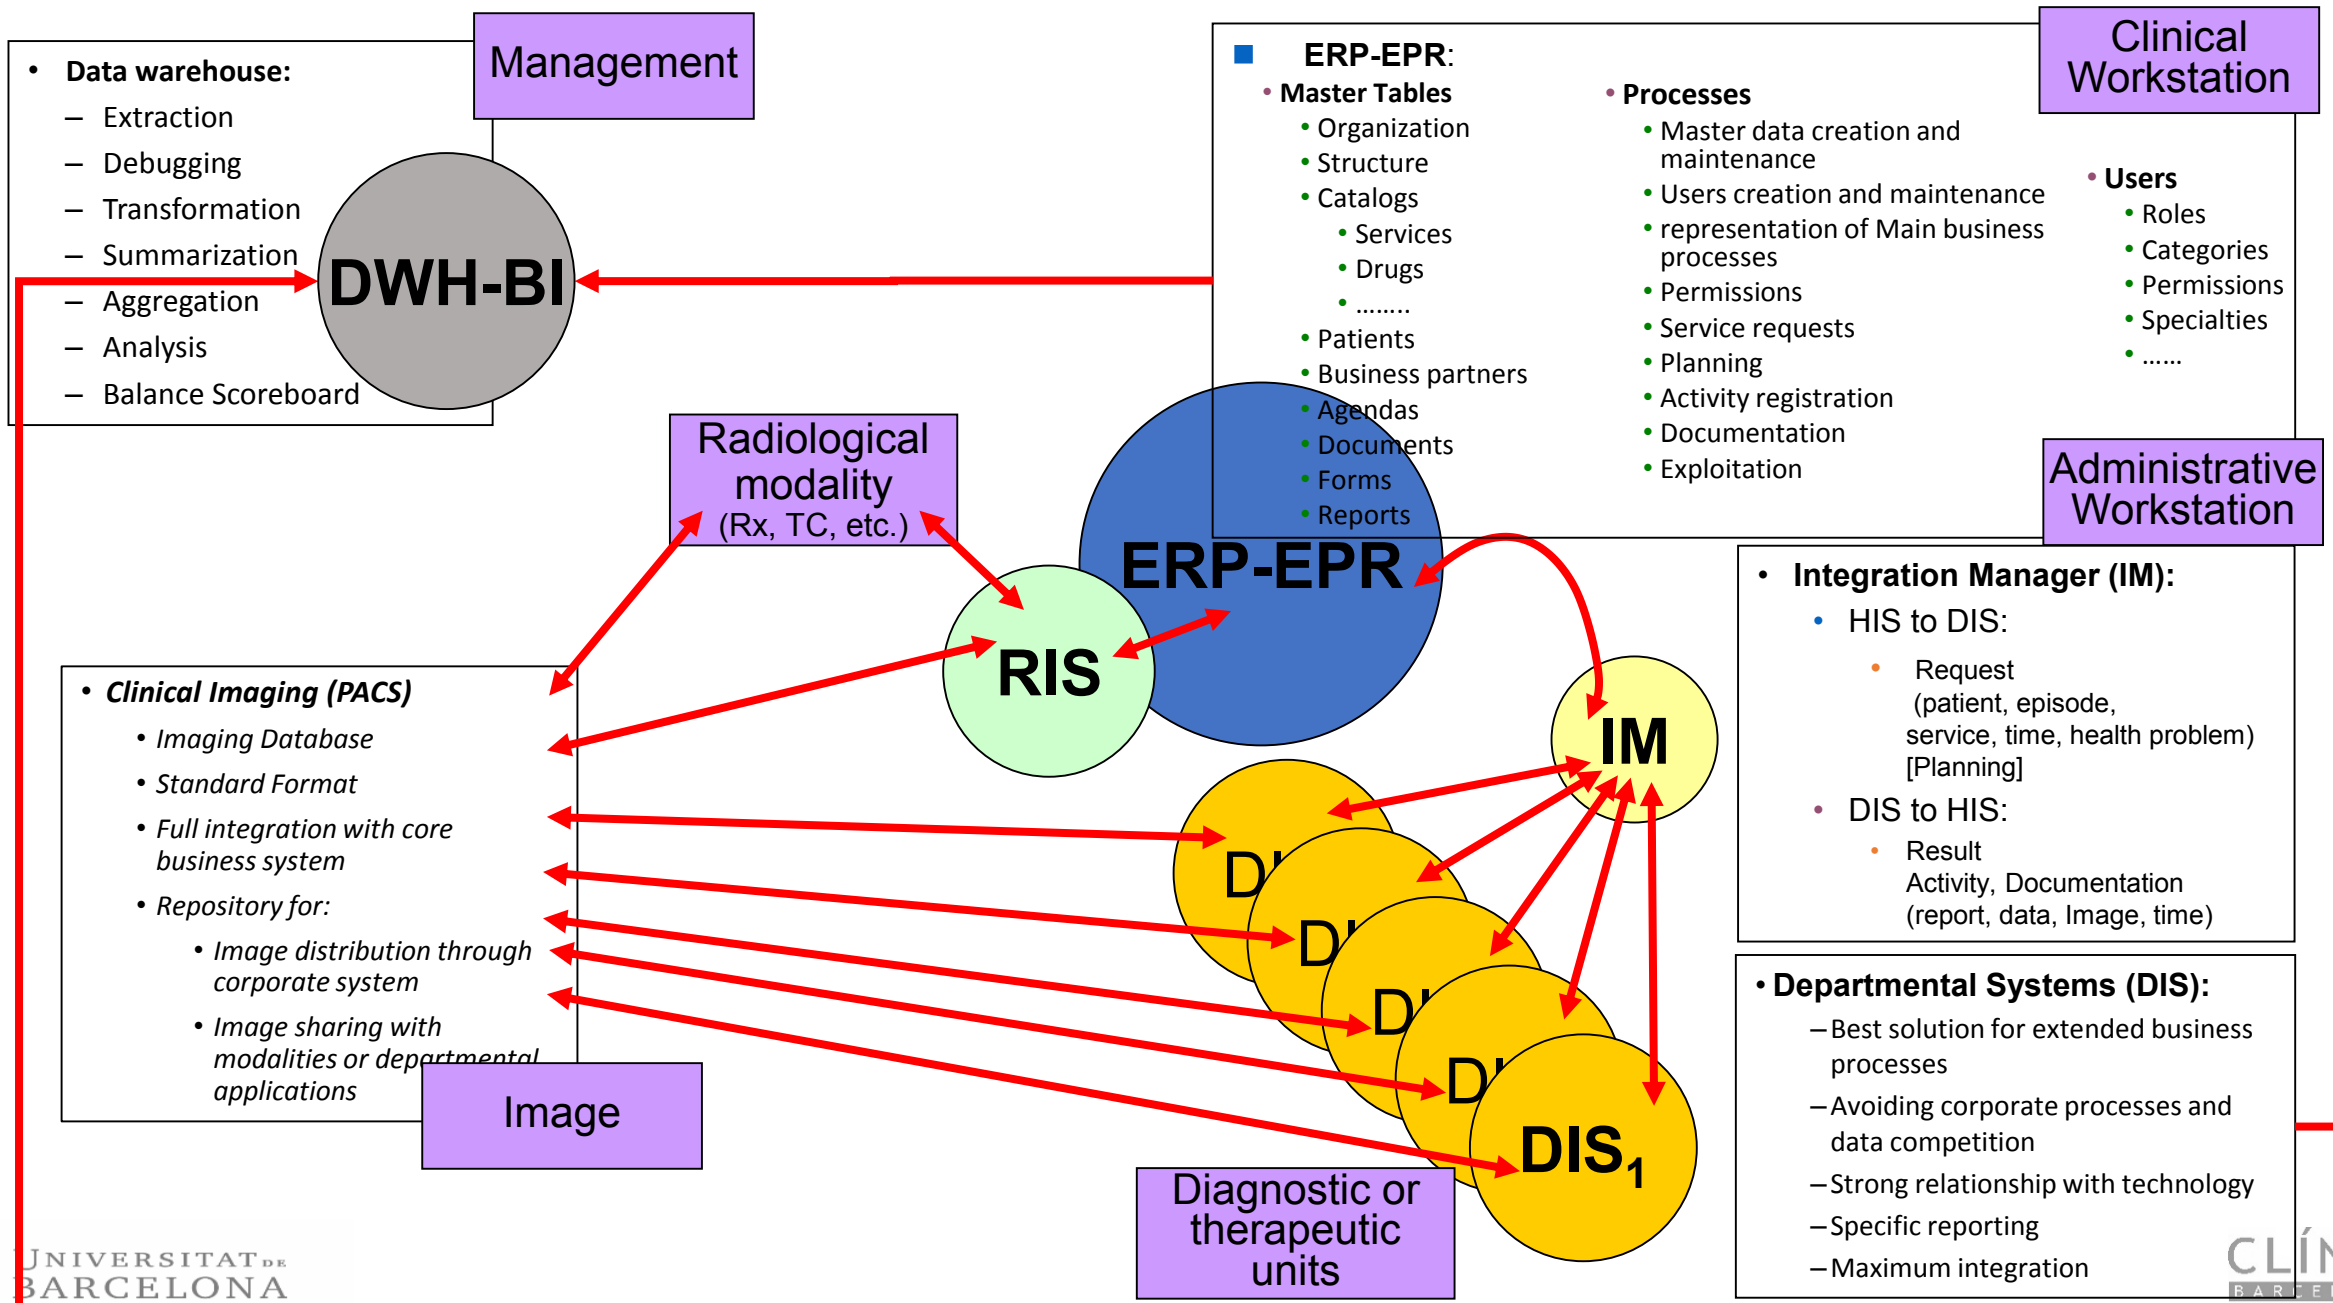 Management
• Data warehouse:
– Extraction
– Debugging
– Transformation
– Summarization
– Aggregation
– Analysis
– Balance Scoreboard
DWH-BI
Clinical
Workstation
ERP-EPR:
• Master Tables
• Organization
• Structure
• Catalogs
• Services
• Drugs
• ........
• Patients
• Business partners
• Agendas
• Documents
• Forms
• Reports
• Processes
• Master data creation and
maintenance
• Users creation and maintenance
• representation of Main business
processes
• Permissions
• Service requests
• Planning
• Activity registration
• Documentation
• Exploitation
• Users
• Roles
• Categories
• Permissions
• Specialties
• ......
Administrative
Workstation
Radiological
modality
(Rx, TC, etc.)
ERP-EPR
RIS
IM
• Integration Manager (IM):
• HIS to DIS:
• Request
(patient, episode,
service, time, health problem)
[Planning]
• DIS to HIS:
• Result
Activity, Documentation
(report, data, Image, time)
• Clinical Imaging (PACS)
• Imaging Database
• Standard Format
• Full integration with core
business system
• Repository for:
• Image distribution through
corporate system
• Image sharing with
modalities or departmental
applications
Image
DIS1
Diagnostic or
therapeutic
units
• Departmental Systems (DIS):
– Best solution for extended business
processes
– Avoiding corporate processes and
data competition
– Strong relationship with technology
– Specific reporting
– Maximum integration
UNIVERSITAT DE
BARCELONA